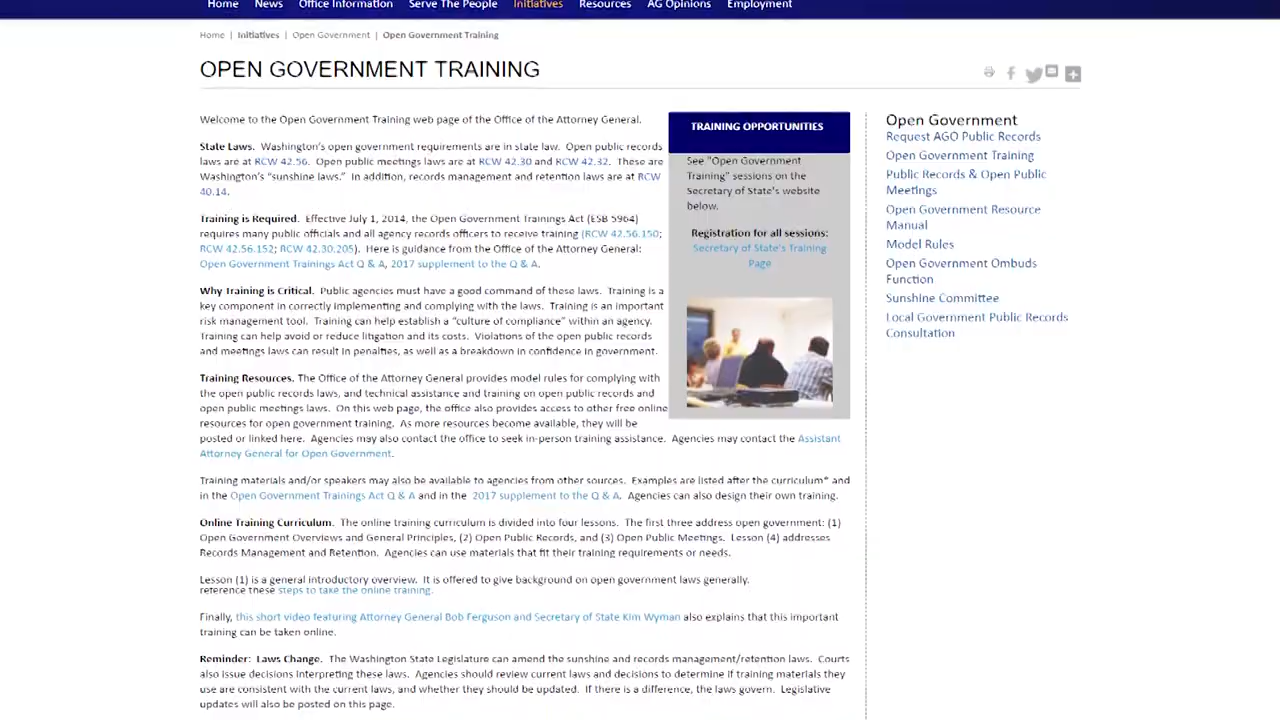 Home News Office Information Serve The People Initiatives Resources AG Opinions Employment
Home | Initiatives | Open Government | Open Government Training
OPEN GOVERNMENT TRAINING
Welcome to the Open Government Training web page of the Office of the Attorney General.
State Laws. Washington's open government requirements are in state law. Open public records
laws are at RCW 42.56. Open public meetings laws are at RCW 42.30 and RCW 42.32. These are
Washington's "sunshine laws." In addition, records management and retention laws are at RCW
40.14.
Training is Required. Effective July 1, 2014, the Open Government Trainings Act (ESB 5964)
requires many public officials and all agency records officers to receive training (RCW 42.56.150;
RCW 42.56.152; RCW 42.30.205). Here is guidance from the Office of the Attorney General:
Open Government Trainings Act Q & A, 2017 supplement to the Q & A.
Why Training is Critical. Public agencies must have a good command of these laws. Training is a
key component in correctly implementing and complying with the laws. Training is an important
risk management tool. Training can help establish a "culture of compliance" within an agency.
Training can help avoid or reduce litigation and its costs. Violations of the open public records
and meetings laws can result in penalties, as well as a breakdown in confidence in government.
Training Resources. The Office of the Attorney General provides model rules for complying with
the open public records laws, and technical assistance and training on open public records and
open public meetings laws. On this web page, the office also provides access to other free online
resources for open government training. As more resources become available, they will be
posted or linked here. Agencies may also contact the office to seek in-person training assistance. Agencies may contact the Assistant
Attorney General for Open Government.
Training materials and/or speakers may also be available to agencies from other sources. Examples are listed after the curriculum* and
in the Open Government Trainings Act Q & A and in the 2017 supplement to the Q & A. Agencies can also design their own training.
Online Training Curriculum. The online training curriculum is divided into four lessons. The first three address open government: (1)
Open Government Overviews and General Principles, (2) Open Public Records, and (3) Open Public Meetings. Lesson (4) addresses
Records Management and Retention. Agencies can use materials that fit their training requirements or needs.
Lesson (1) is a general introductory overview. It is offered to give background on open government laws generally.
reference these steps to take the online training.
Finally, this short video featuring Attorney General Bob Ferguson and Secretary of State Kim Wyman also explains that this important
training can be taken online.
Reminder: Laws Change. The Washington State Legislature can amend the sunshine and records management/retention laws. Courts
also issue decisions interpreting these laws. Agencies should review current laws and decisions to determine if training materials they
use are consistent with the current laws, and whether they should be updated. If there is a difference, the laws govern. Legislative
updates will also be posted on this page.
TRAINING OPPORTUNITIES
See "Open Government
Training" sessions on the
Secretary of State's website
below.
Registration for all sessions:
Secretary of State's Training
Page
Open Government
Request AGO Public Records
Open Government Training
Public Records & Open Public
Meetings
Open Government Resource
Manual
Model Rules
Open Government Ombuds
Function
Sunshine Committee
Local Government Public Records
Consultation